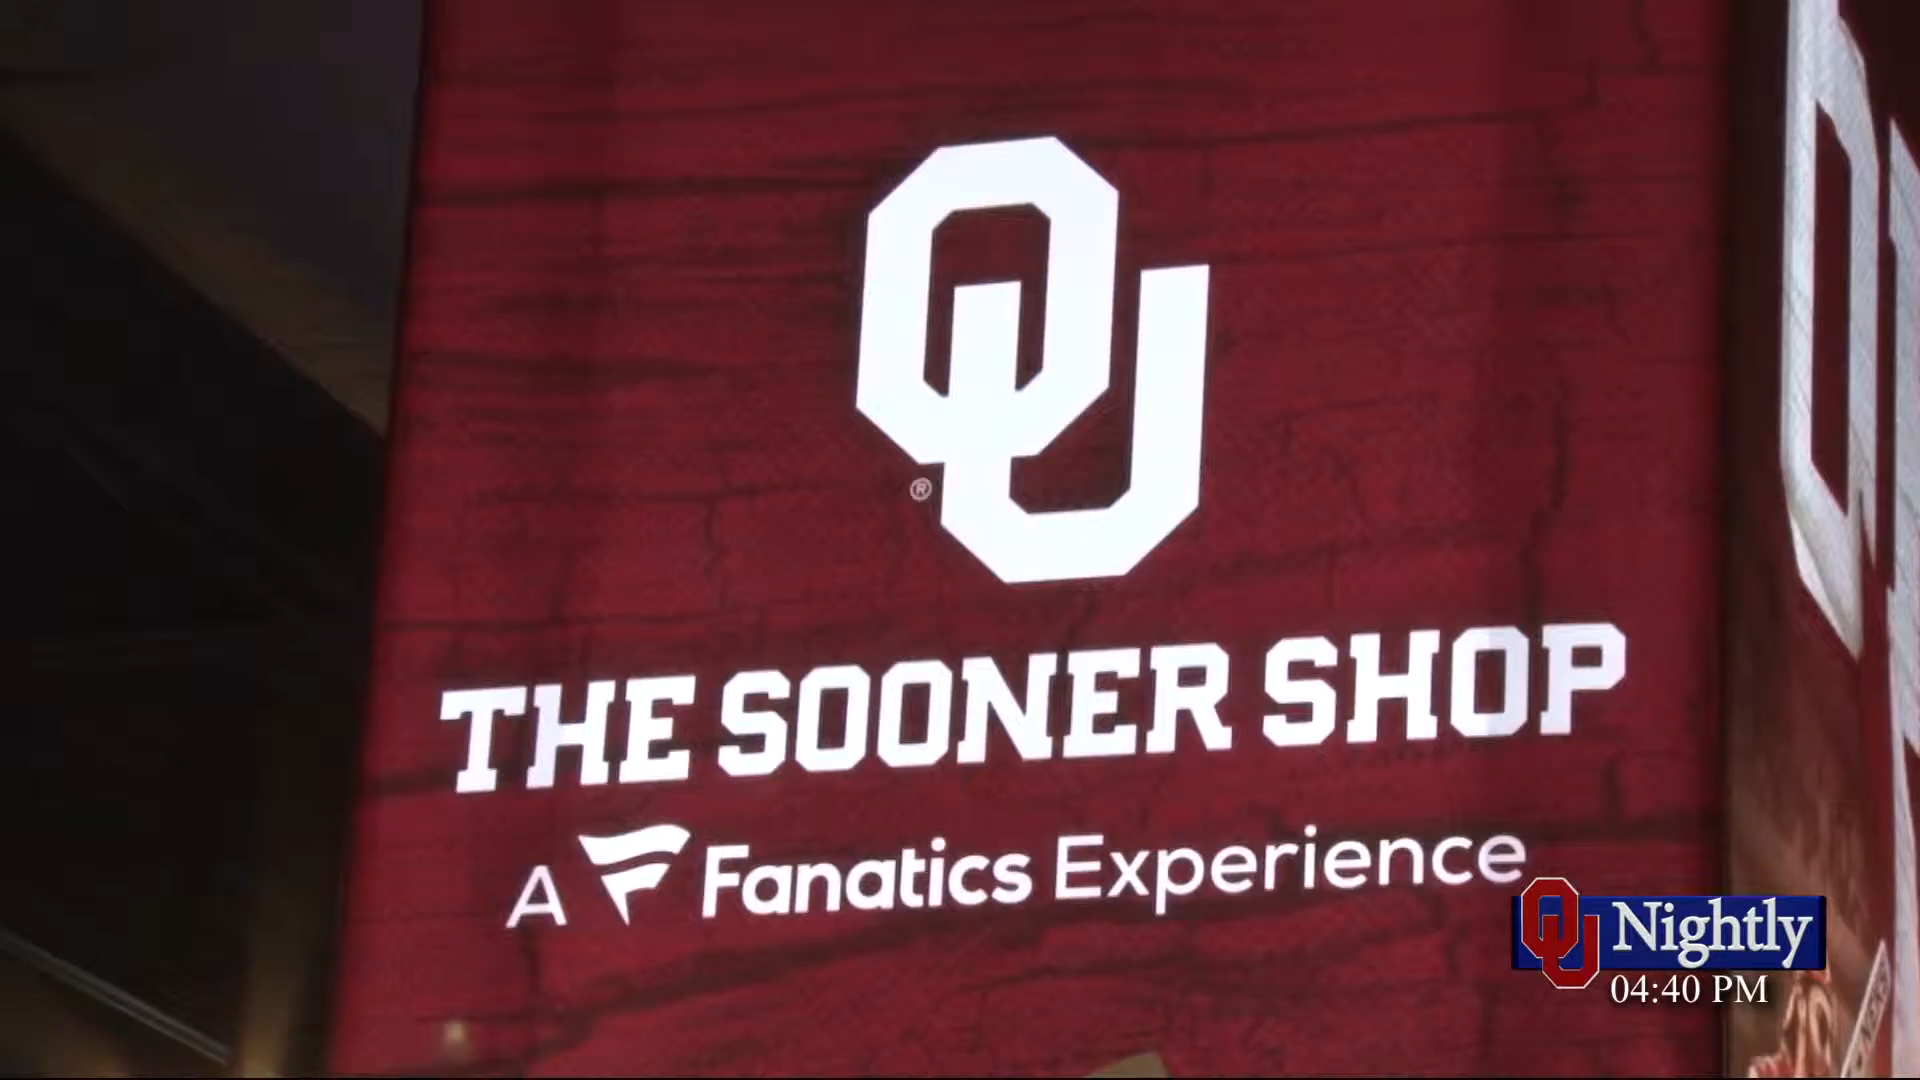 OU
®
THE SOONER SHOP
A Fanatics Experience
OU Nightly
04:40 PM